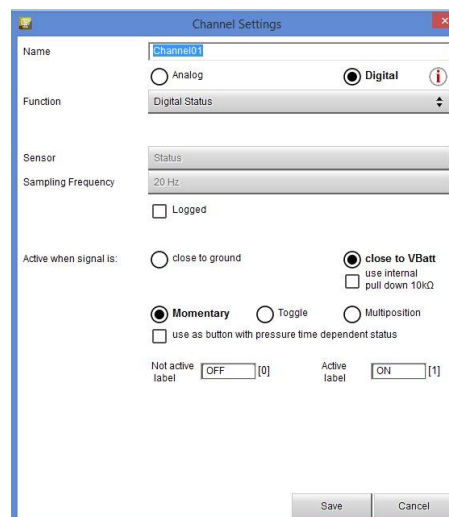 Channel Settings
Name Channel01
Analog Digital
Function Digital Status
Sensor Status
Sampling Frequency 20 Hz
Logged
Active when signal is: close to ground close to VBatt
use internal
pull down 10kΩ
Momentary Toggle Multiposition
use as button with pressure time dependent status
Not active label OFF [0] Active label ON [1]
Save Cancel